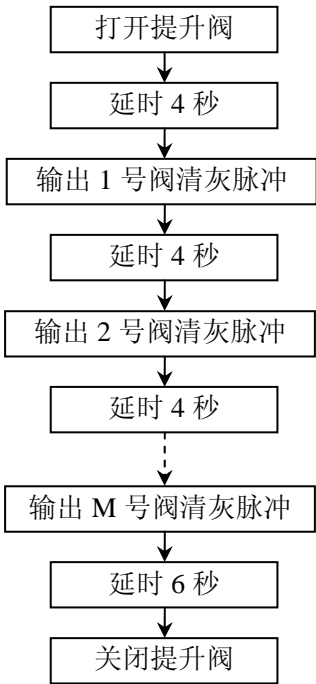 打开提升阀
延时 4 秒
输出 1 号阀清灰脉冲
延时 4 秒
输出 2 号阀清灰脉冲
延时 4 秒
输出 M 号阀清灰脉冲
延时 6 秒
关闭提升阀